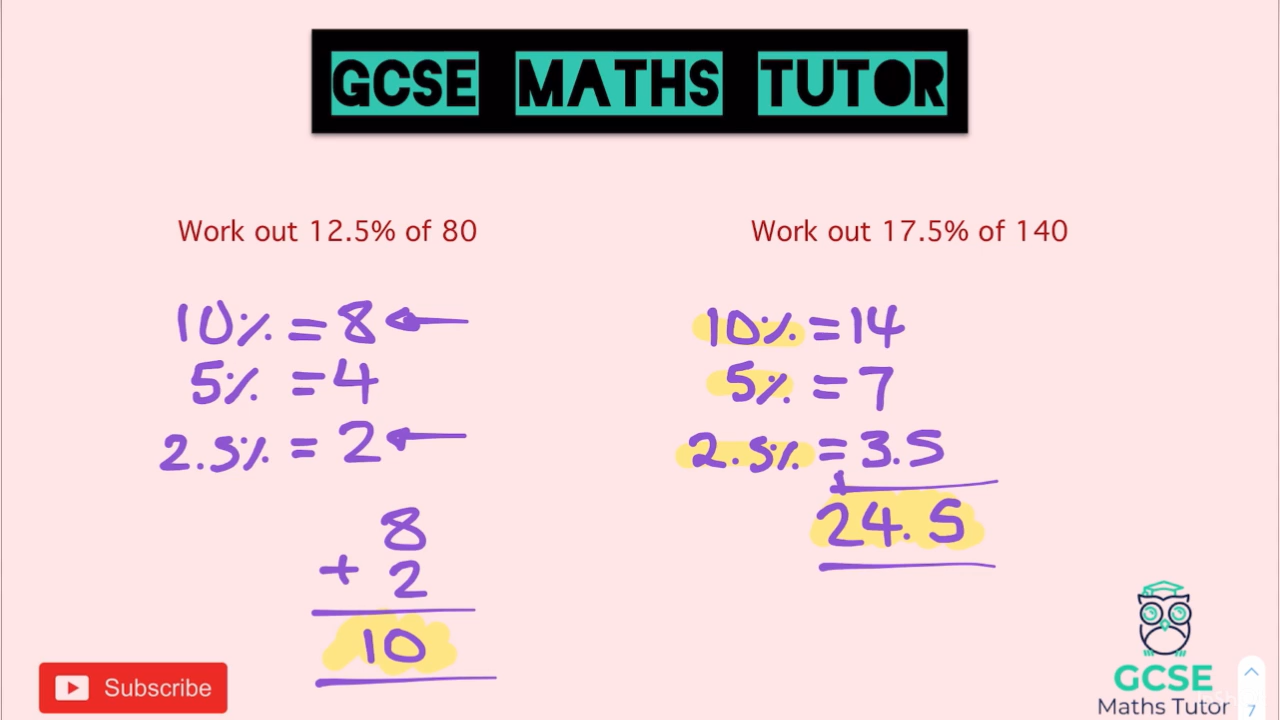 GCSE MATHS TUTOR
Work out 12.5% of 80
10% = 8
5% = 4
2.5% = 2
8
+ 2
10
Work out 17.5% of 140
10% = 14
5% = 7
2.5% = 3.5
24.5
Subscribe
GCSE
Maths Tutor
7